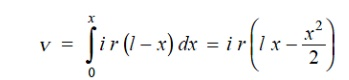 v = ∫₀ˣ i r (l – x) dx = i r (l x – x²/2)